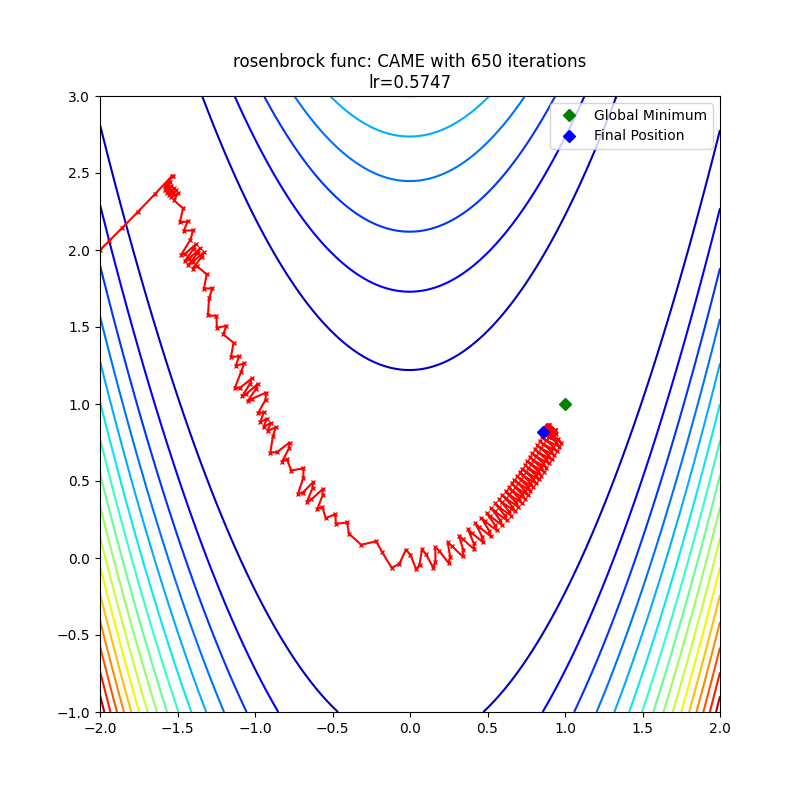 rosenbrock func: CAME with 650 iterations
lr=0.5747
Global Minimum
Final Position
3.0
2.5
2.0
1.5
1.0
0.5
0.0
−0.5
−1.0
−2.0 −1.5 −1.0 −0.5 0.0 0.5 1.0 1.5 2.0